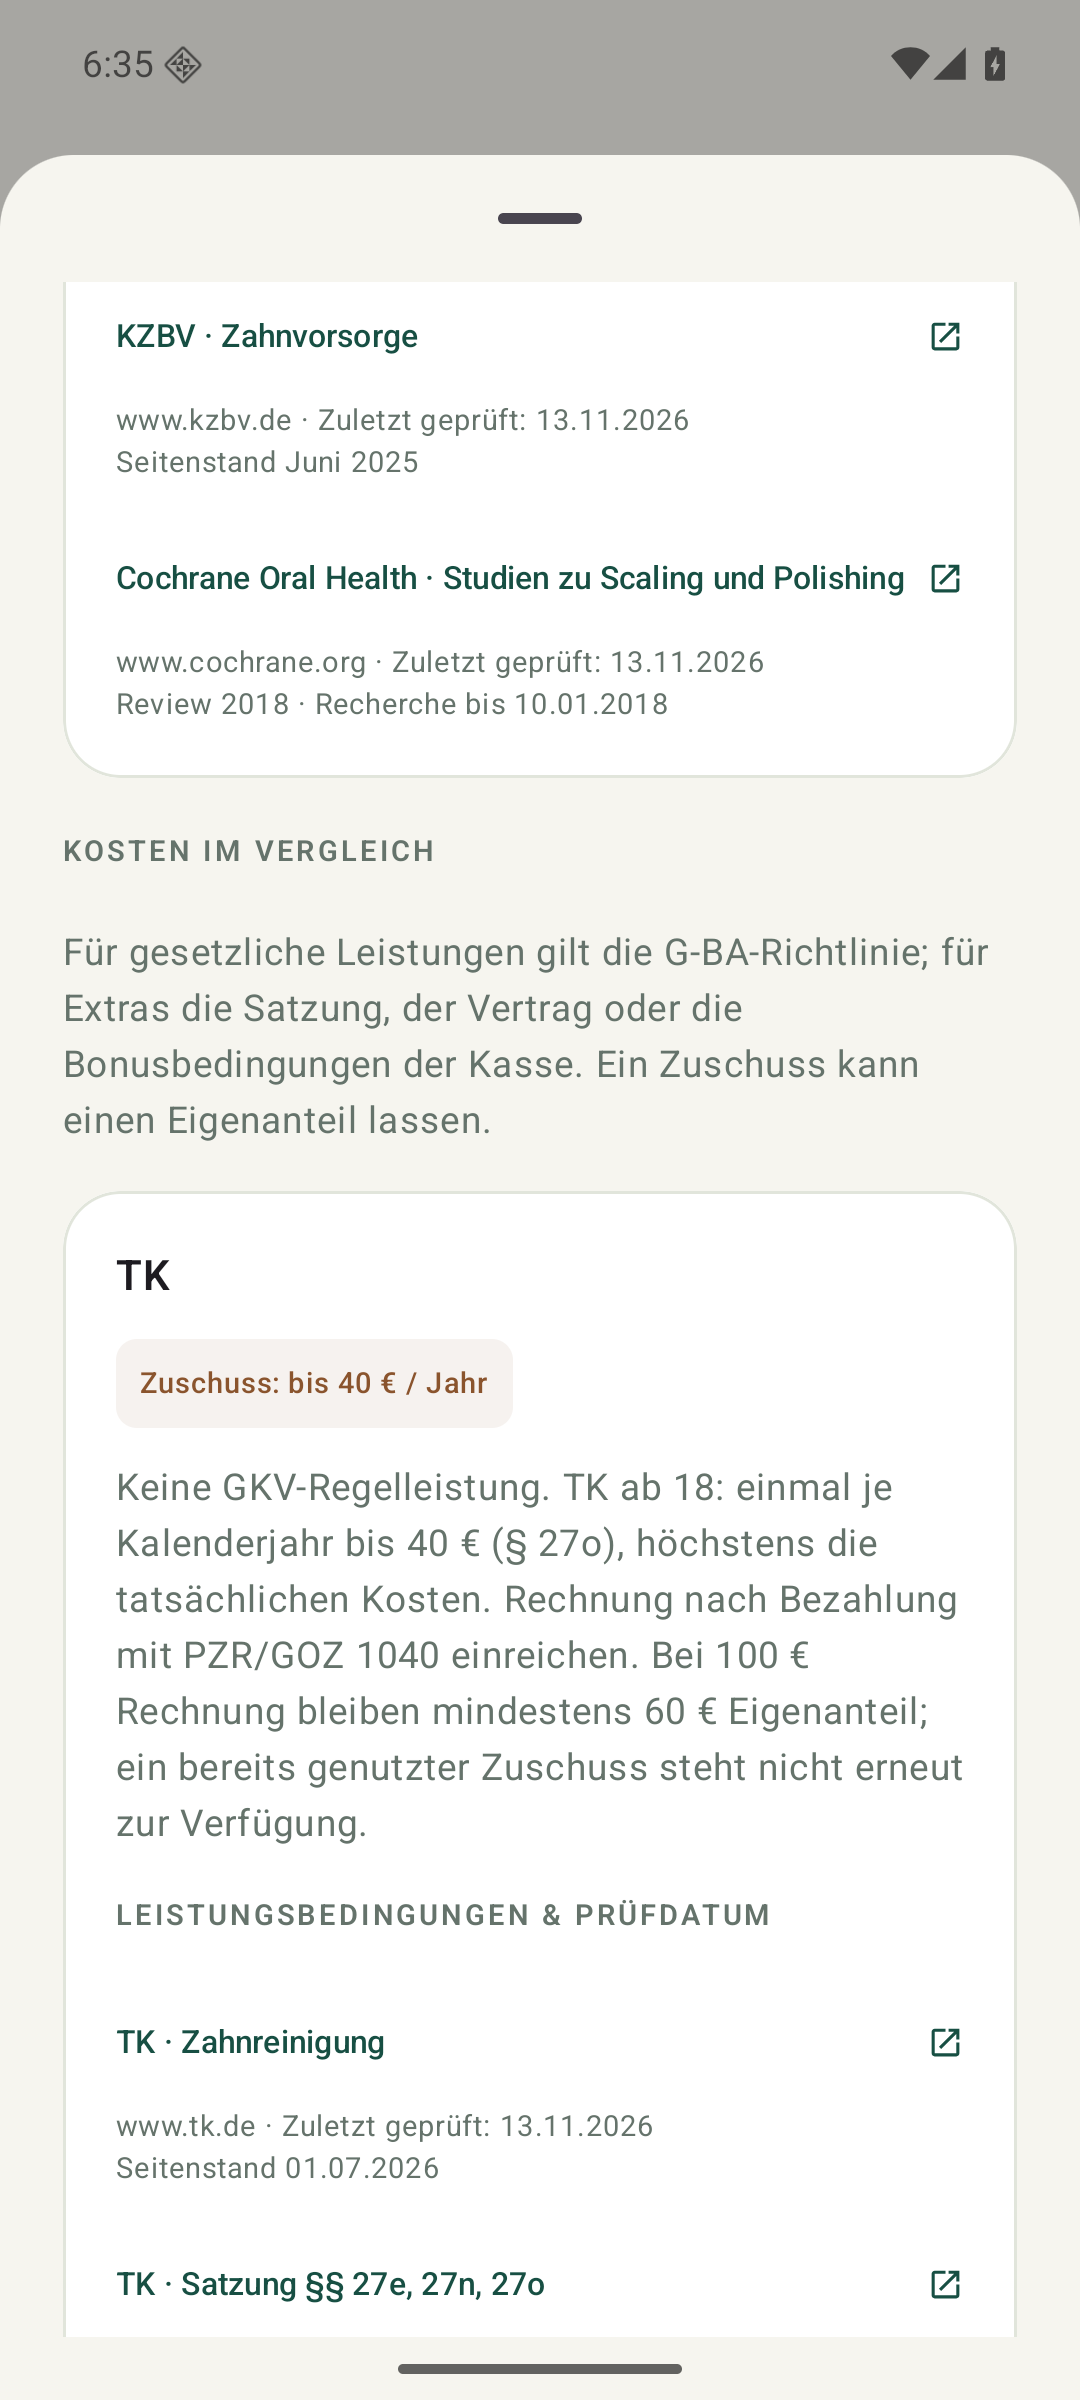 6:35
KZBV · Zahnvorsorge
www.kzbv.de · Zuletzt geprüft: 13.11.2026
Seitenstand Juni 2025
Cochrane Oral Health · Studien zu Scaling und Polishing
www.cochrane.org · Zuletzt geprüft: 13.11.2026
Review 2018 · Recherche bis 10.01.2018
KOSTEN IM VERGLEICH
Für gesetzliche Leistungen gilt die G-BA-Richtlinie; für
Extras die Satzung, der Vertrag oder die
Bonusbedingungen der Kasse. Ein Zuschuss kann
einen Eigenanteil lassen.
TK
Zuschuss: bis 40 € / Jahr
Keine GKV-Regelleistung. TK ab 18: einmal je
Kalenderjahr bis 40 € (§ 27o), höchstens die
tatsächlichen Kosten. Rechnung nach Bezahlung
mit PZR/GOZ 1040 einreichen. Bei 100 €
Rechnung bleiben mindestens 60 € Eigenanteil;
ein bereits genutzter Zuschuss steht nicht erneut
zur Verfügung.
LEISTUNGSBEDINGUNGEN & PRÜFDATUM
TK · Zahnreinigung
www.tk.de · Zuletzt geprüft: 13.11.2026
Seitenstand 01.07.2026
TK · Satzung §§ 27e, 27n, 27o